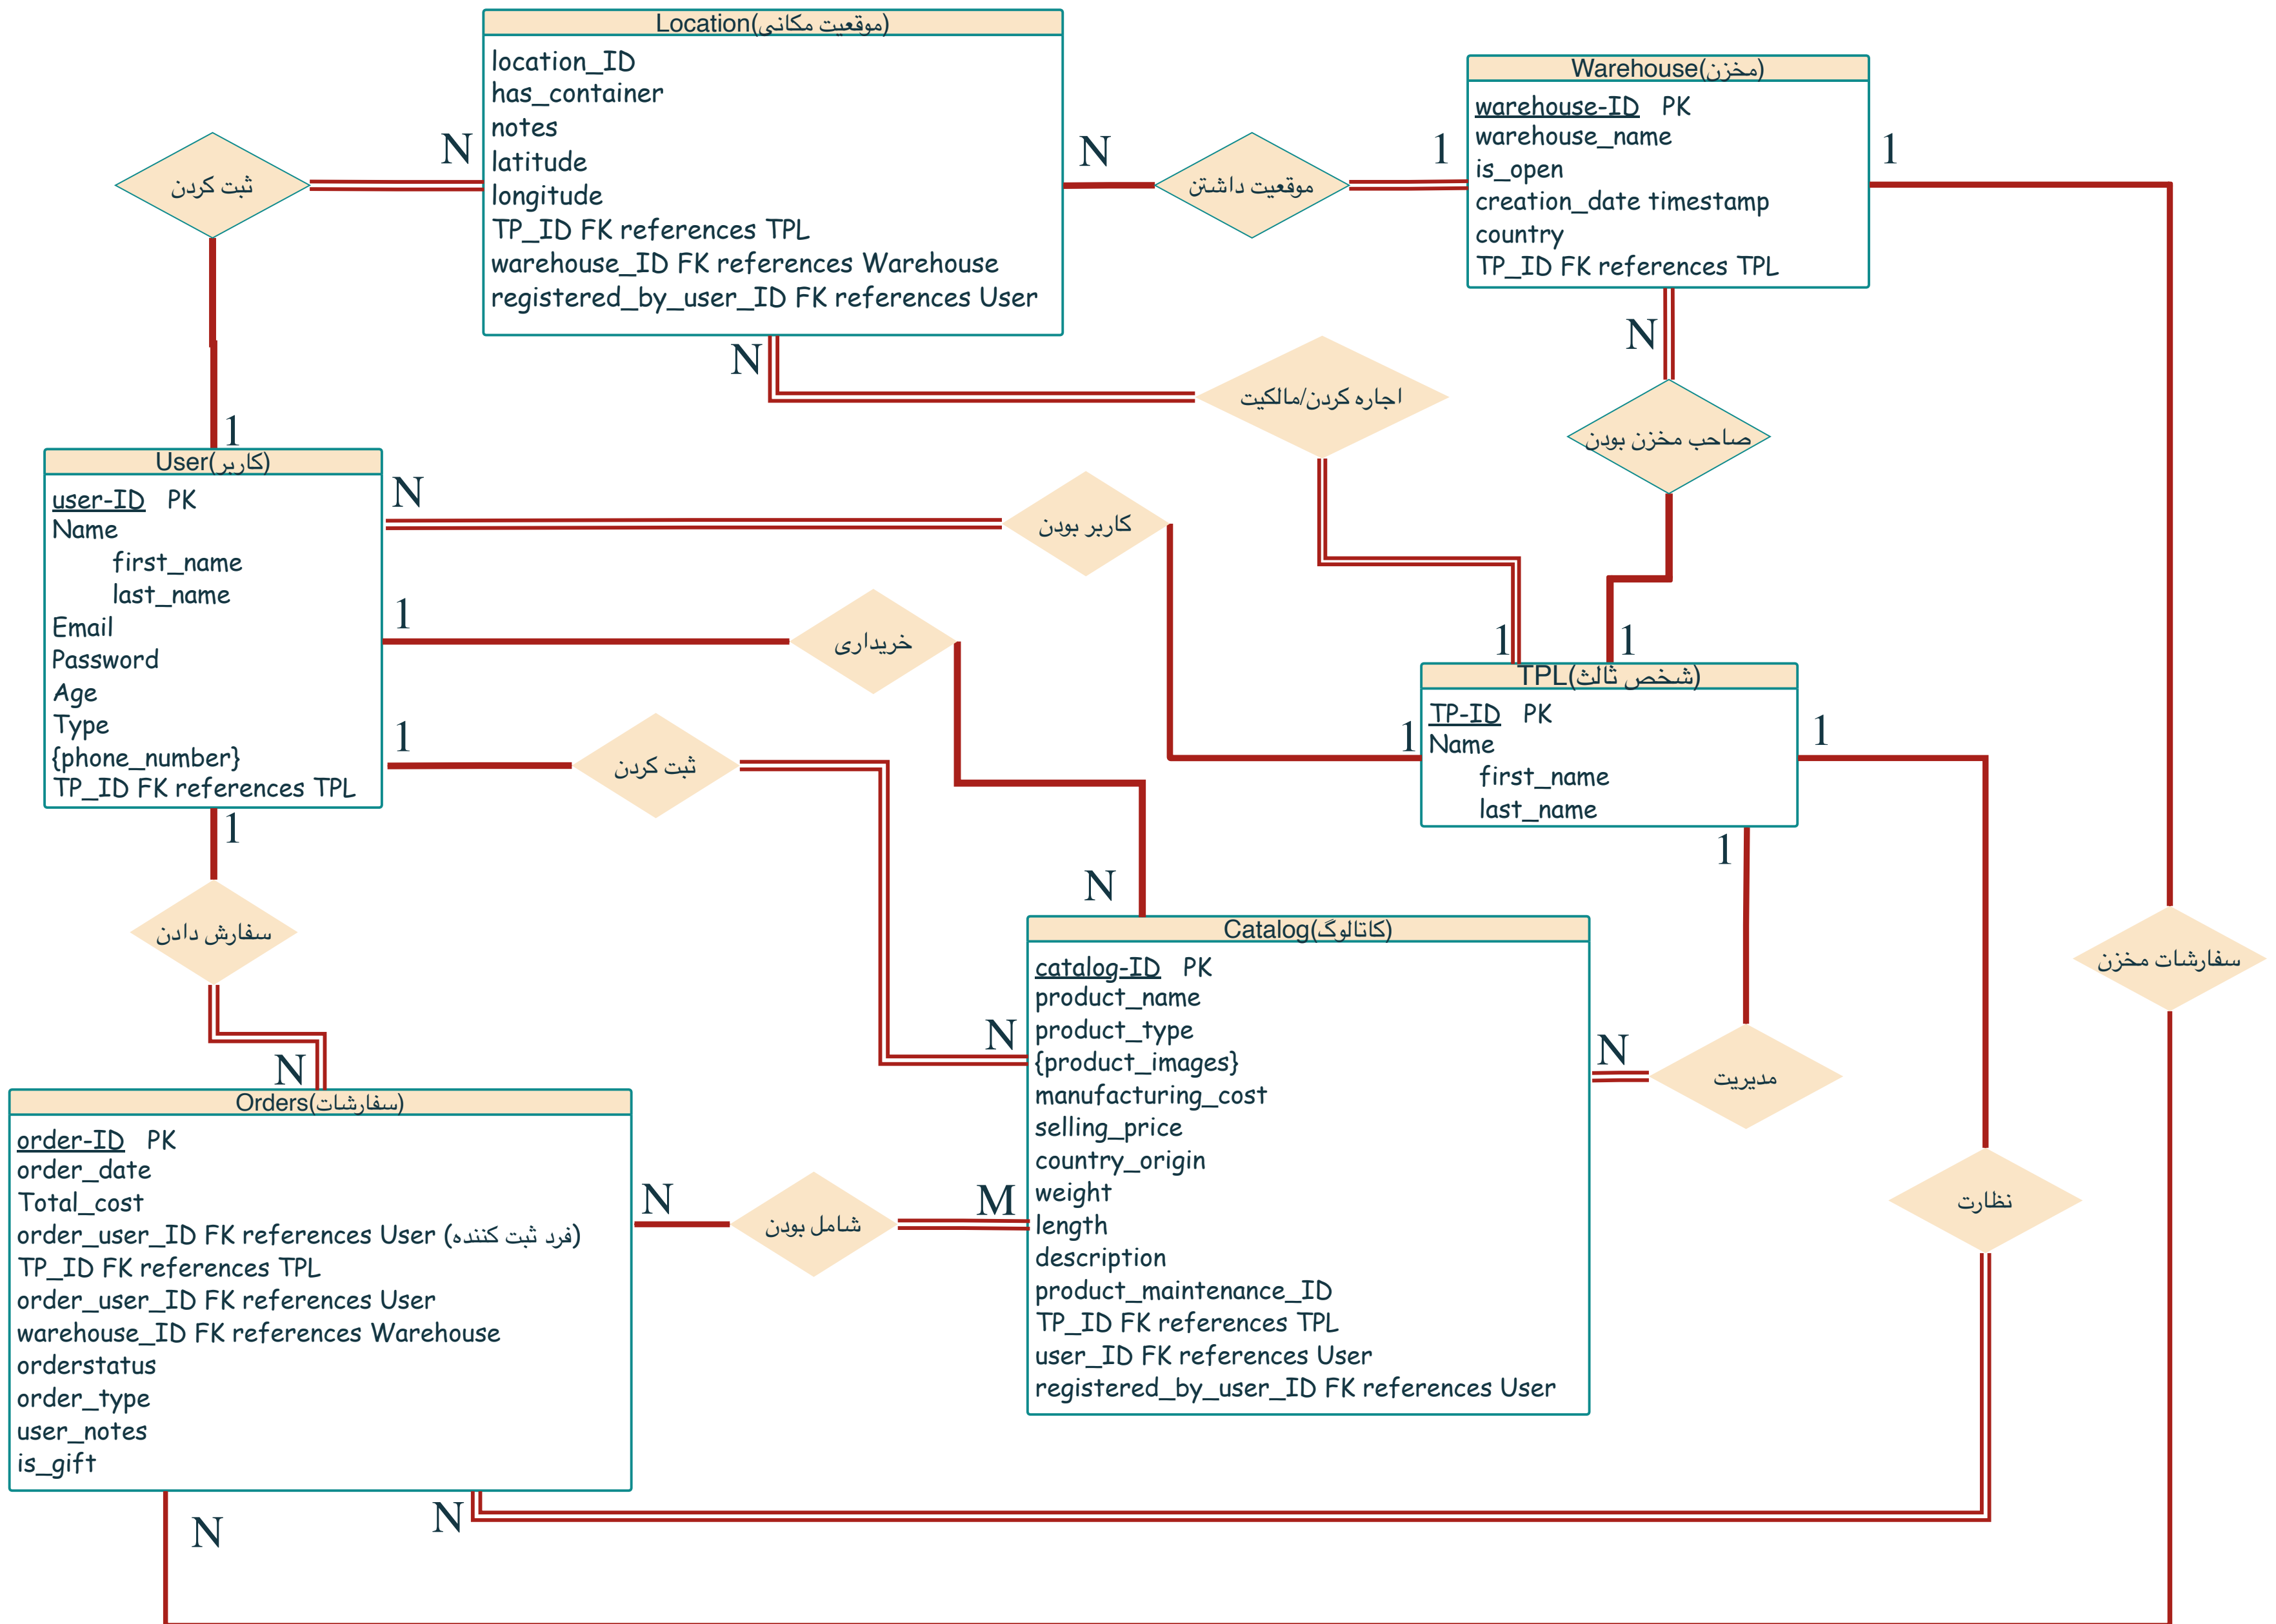 Location(موقعیت مکانی)
location_ID
has_container
notes
latitude
longitude
TP_ID FK references TPL
warehouse_ID FK references Warehouse
registered_by_user_ID FK references User
Warehouse(مخزن)
warehouse-ID PK
warehouse_name
is_open
creation_date timestamp
country
TP_ID FK references TPL
ثبت کردن
N
N
موقعیت داشتن
1
1
N
N
اجاره کردن/مالکیت
صاحب مخزن بودن
1
User(کاربر)
user-ID PK
Name
first_name
last_name
Email
Password
Age
Type
{phone_number}
TP_ID FK references TPL
N
کاربر بودن
1
خریداری
1
ثبت کردن
1
1
1
TPL(شخص ثالث)
TP-ID PK
Name
first_name
last_name
1
1
1
1
سفارش دادن
N
N
Catalog(کاتالوگ)
catalog-ID PK
product_name
product_type
{product_images}
manufacturing_cost
selling_price
country_origin
weight
length
description
product_maintenance_ID
TP_ID FK references TPL
user_ID FK references User
registered_by_user_ID FK references User
N
مدیریت
سفارشات مخزن
نظارت
N
Orders(سفارشات)
order-ID PK
order_date
Total_cost
order_user_ID FK references User (فرد ثبت کننده)
TP_ID FK references TPL
order_user_ID FK references User
warehouse_ID FK references Warehouse
orderstatus
order_type
user_notes
is_gift
N
شامل بودن
M
N
N